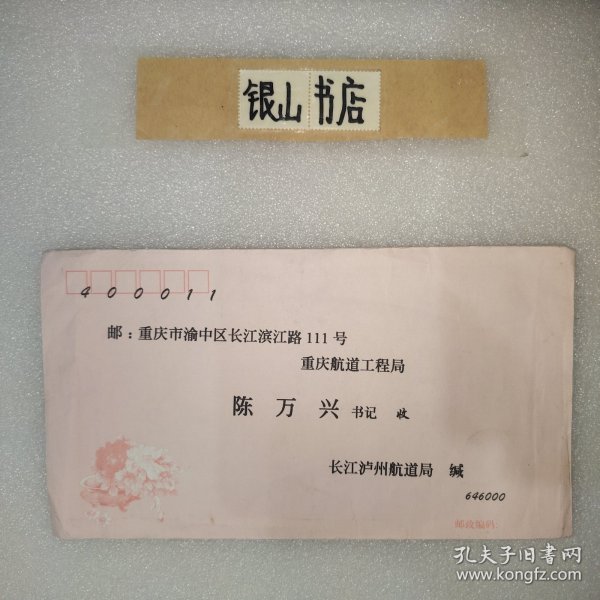 银山书店
400011
邮：重庆市渝中区长江滨江路111号
重庆航道工程局
陈万兴 书记 收
长江泸州航道局 缄
646000
邮政编码：
孔夫子旧书网
www.kongfz.com